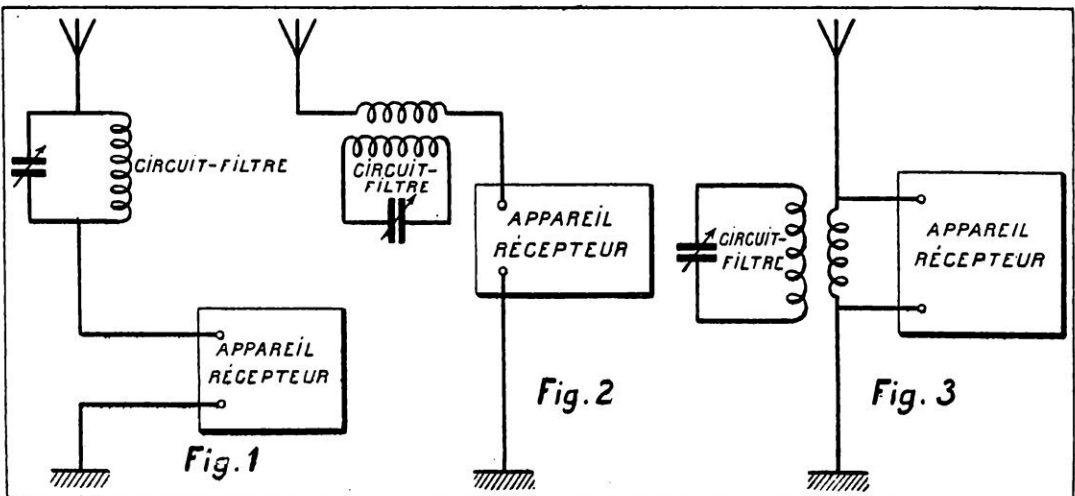 CIRCUIT-FILTRE
APPAREIL
RÉCEPTEUR
Fig. 1
CIRCUIT-
FILTRE
APPAREIL
RÉCEPTEUR
Fig. 2
CIRCUIT-
FILTRE
APPAREIL
RÉCEPTEUR
Fig. 3